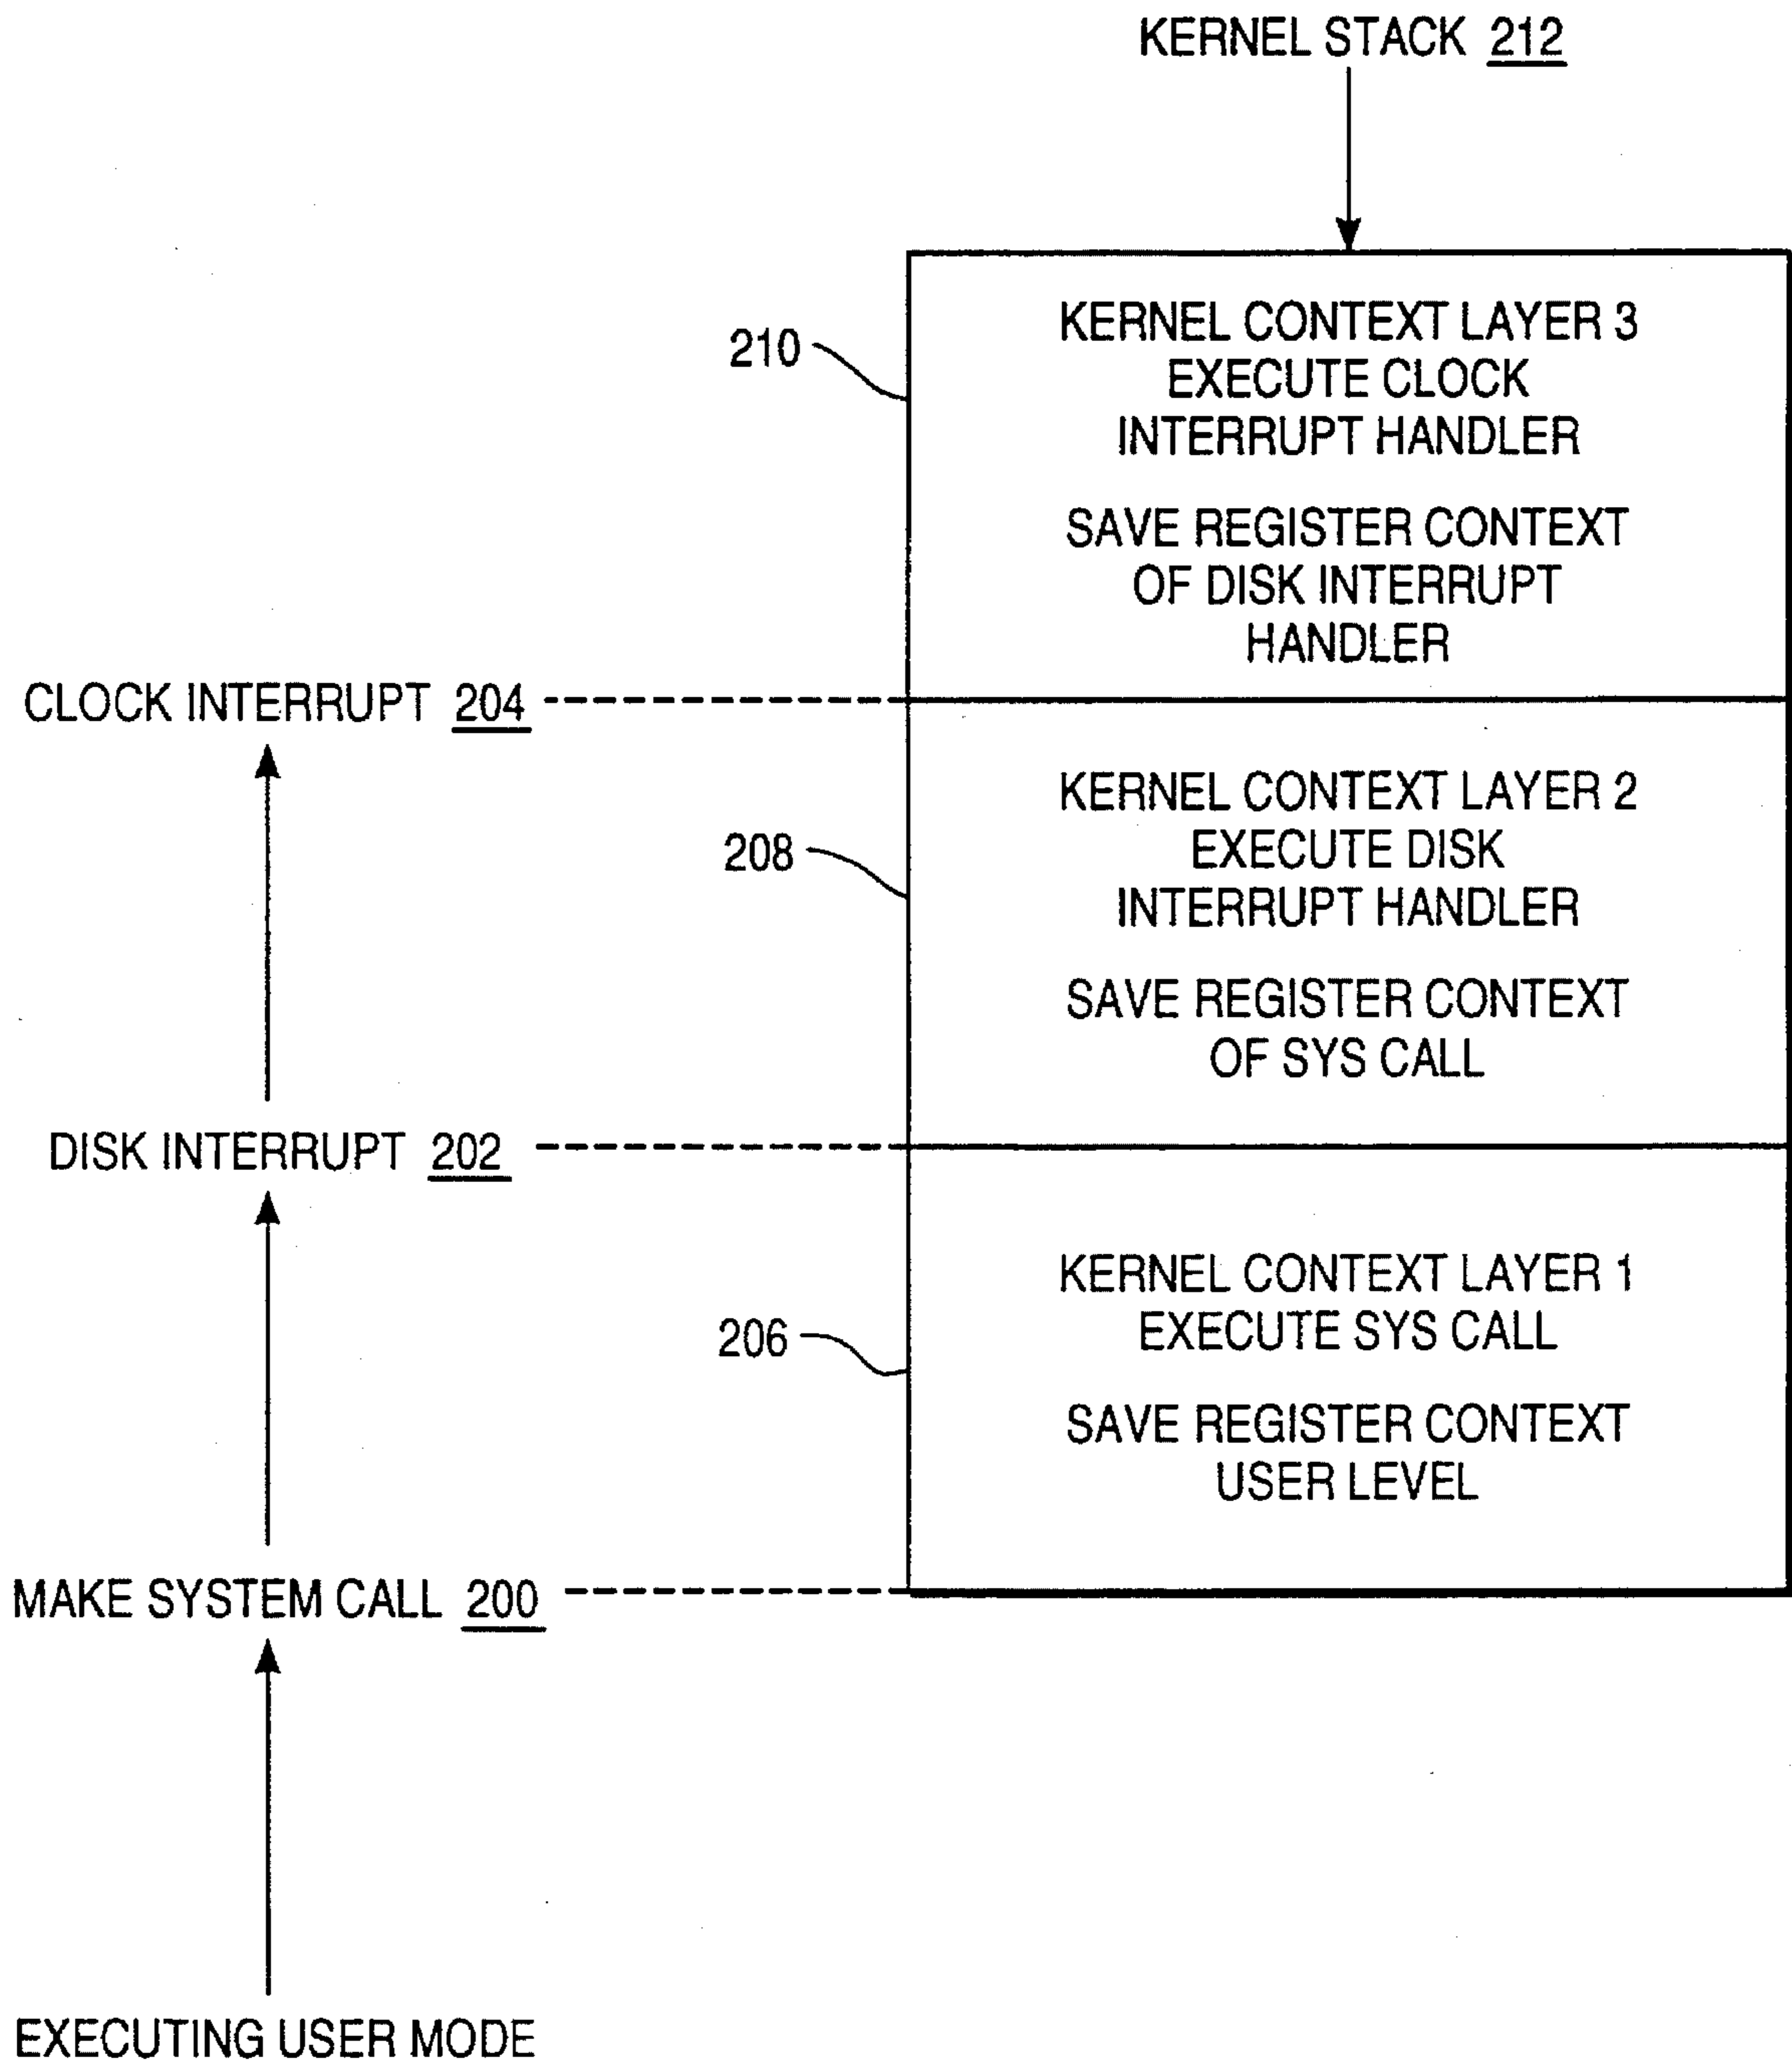 KERNEL STACK 212
210
KERNEL CONTEXT LAYER 3
EXECUTE CLOCK
INTERRUPT HANDLER
SAVE REGISTER CONTEXT
OF DISK INTERRUPT
HANDLER
CLOCK INTERRUPT 204
208
KERNEL CONTEXT LAYER 2
EXECUTE DISK
INTERRUPT HANDLER
SAVE REGISTER CONTEXT
OF SYS CALL
DISK INTERRUPT 202
206
KERNEL CONTEXT LAYER 1
EXECUTE SYS CALL
SAVE REGISTER CONTEXT
USER LEVEL
MAKE SYSTEM CALL 200
EXECUTING USER MODE